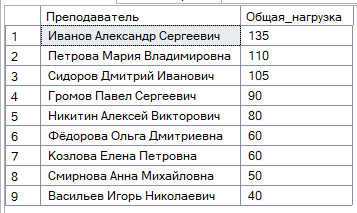 Преподаватель Общая_нагрузка
1 Иванов Александр Сергеевич 135
2 Петрова Мария Владимировна 110
3 Сидоров Дмитрий Иванович 105
4 Громов Павел Сергеевич 90
5 Никитин Алексей Викторович 80
6 Фёдорова Ольга Дмитриевна 60
7 Козлова Елена Петровна 60
8 Смирнова Анна Михайловна 50
9 Васильев Игорь Николаевич 40